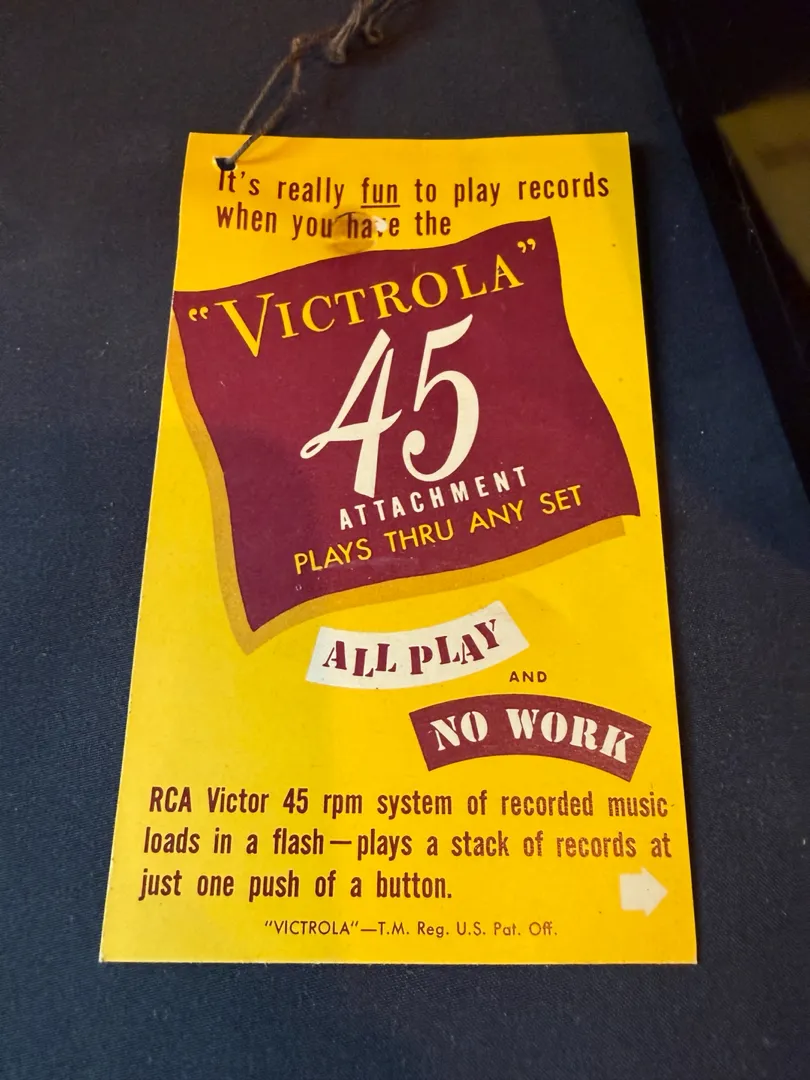 It's really fun to play records
when you have the
"VICTROLA"
45
ATTACHMENT
PLAYS THRU ANY SET
ALL PLAY
AND
NO WORK
RCA Victor 45 rpm system of recorded music
loads in a flash—plays a stack of records at
just one push of a button.
"VICTROLA"—T.M. Reg. U.S. Pat. Off.